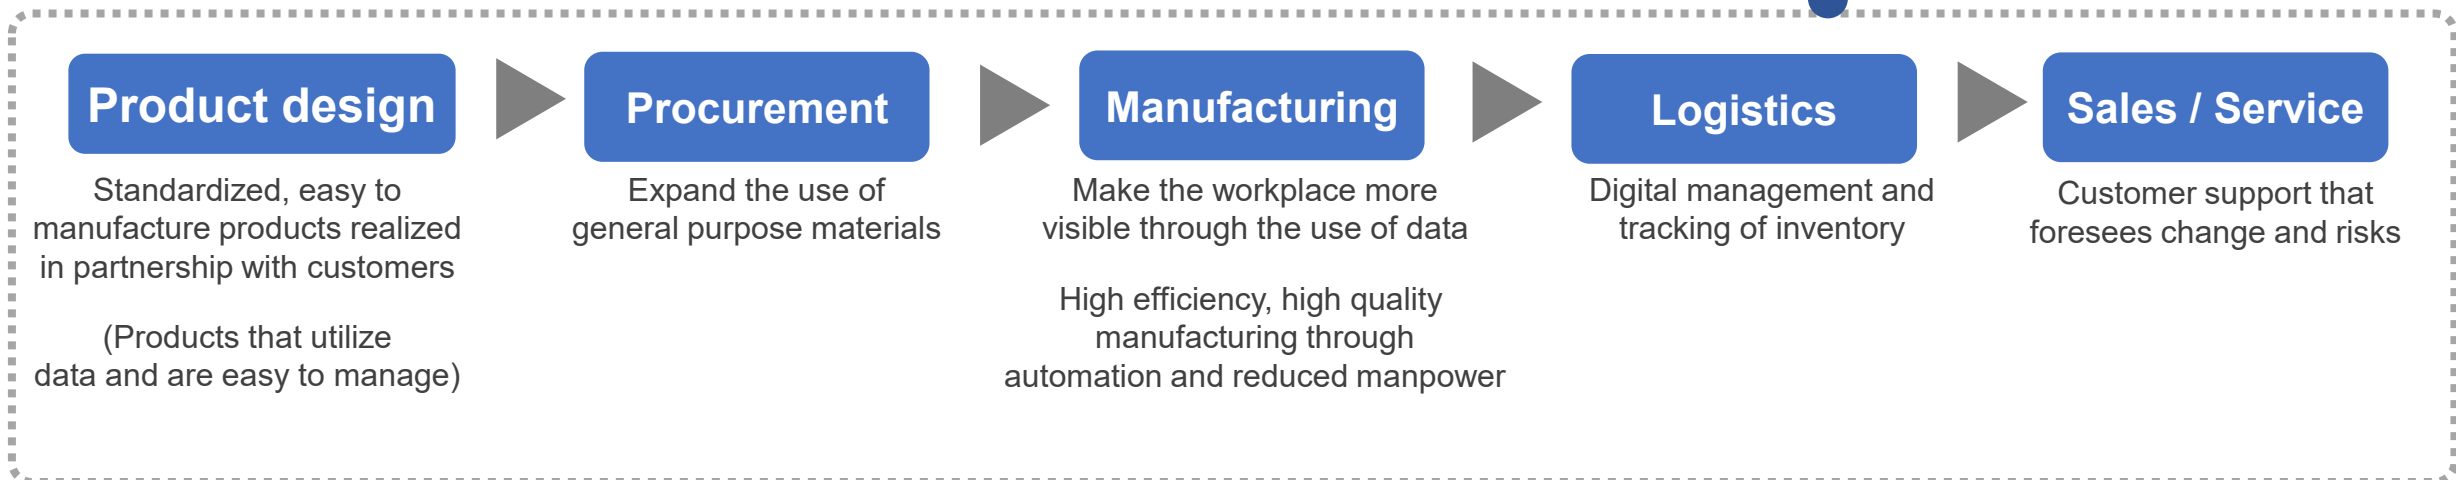 Product design
Standardized, easy to
manufacture products realized
in partnership with customers
(Products that utilize
data and are easy to manage)
Procurement
Expand the use of
general purpose materials
Manufacturing
Make the workplace more
visible through the use of data
High efficiency, high quality
manufacturing through
automation and reduced manpower
Logistics
Digital management and
tracking of inventory
Sales / Service
Customer support that
foresees change and risks